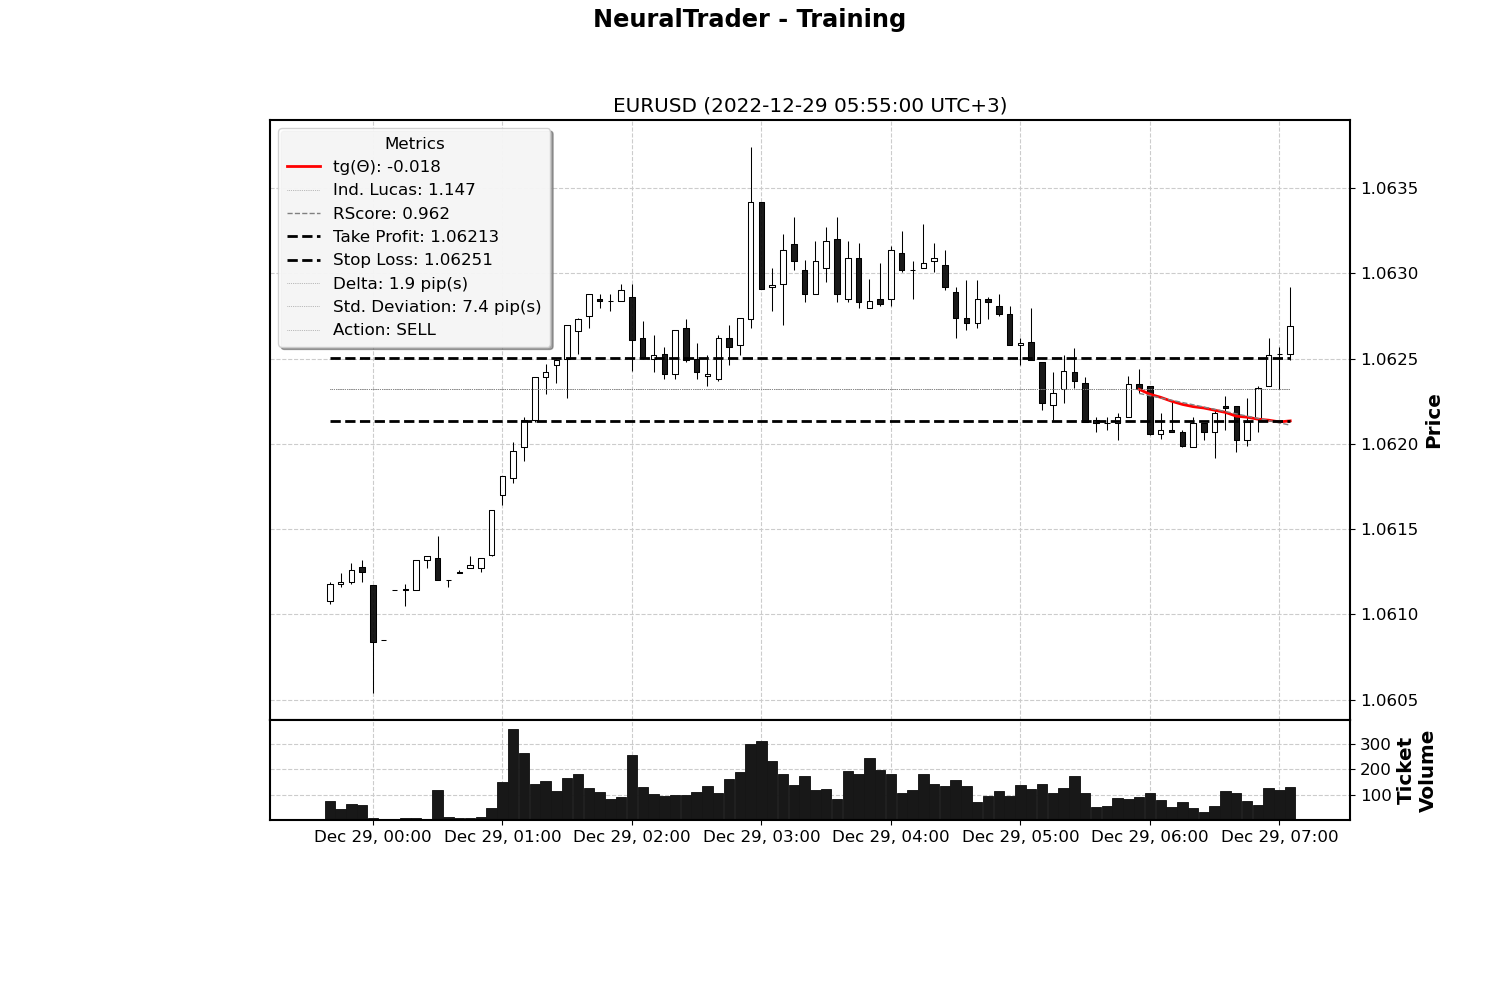 NeuralTrader - Training
EURUSD (2022-12-29 05:55:00 UTC+3)
Metrics
tg(Θ): -0.018
Ind. Lucas: 1.147
RScore: 0.962
Take Profit: 1.06213
Stop Loss: 1.06251
Delta: 1.9 pip(s)
Std. Deviation: 7.4 pip(s)
Action: SELL
1.0635
1.0630
1.0625
1.0620
1.0615
1.0610
1.0605
Price
300
200
100
Ticket
Volume
Dec 29, 00:00 Dec 29, 01:00 Dec 29, 02:00 Dec 29, 03:00 Dec 29, 04:00 Dec 29, 05:00 Dec 29, 06:00 Dec 29, 07:00